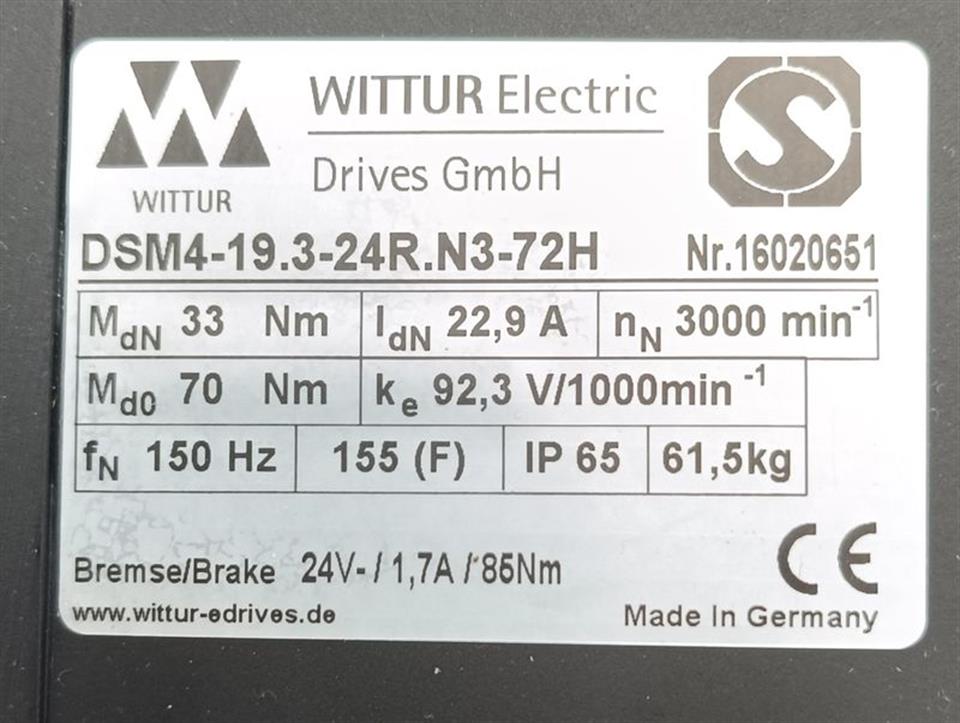 WITTUR Electric
Drives GmbH
WITTUR
S
DSM4-19.3-24R.N3-72H Nr.16020651
MdN 33 Nm IdN 22,9 A nN 3000 min-1
Md0 70 Nm ke 92,3 V/1000min -1
fN 150 Hz 155 (F) IP 65 61,5kg
Bremse/Brake 24V- / 1,7A / 85Nm
CE
www.wittur-edrives.de Made in Germany